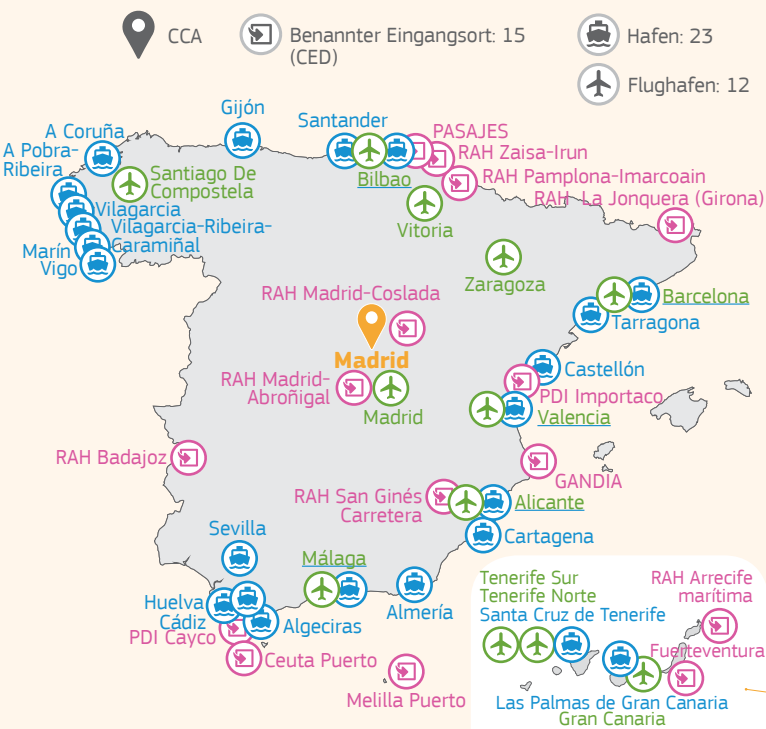 CCA
Benannter Eingangsort: 15
(CED)
Hafen: 23
Flughafen: 12
Gijón
Santander
A Coruña
A Pobra-
Ribeira
PASAJES
RAH Zaisa-Irun
Bilbao
Santiago De
Compostela
RAH Pamplona-Imarcoain
RAH La Jonquera (Girona)
Vilagarcia
Vilagarcia-Ribeira-
Caramiñal
Vitoria
Marín
Vigo
Zaragoza
RAH Madrid-Coslada
Barcelona
Tarragona
Madrid
Castellón
RAH Madrid-
Abroñigal
PDI Importaco
Madrid
Valencia
RAH Badajoz
GANDIA
RAH San Ginés
Carretera
Alicante
Sevilla
Cartagena
Málaga
Tenerife Sur
Tenerife Norte
Santa Cruz de Tenerife
RAH Arrecife
marítima
Huelva
Cádiz
Almería
Algeciras
PDI Cayco
Ceuta Puerto
Fuerteventura
Melilla Puerto
Las Palmas de Gran Canaria
Gran Canaria